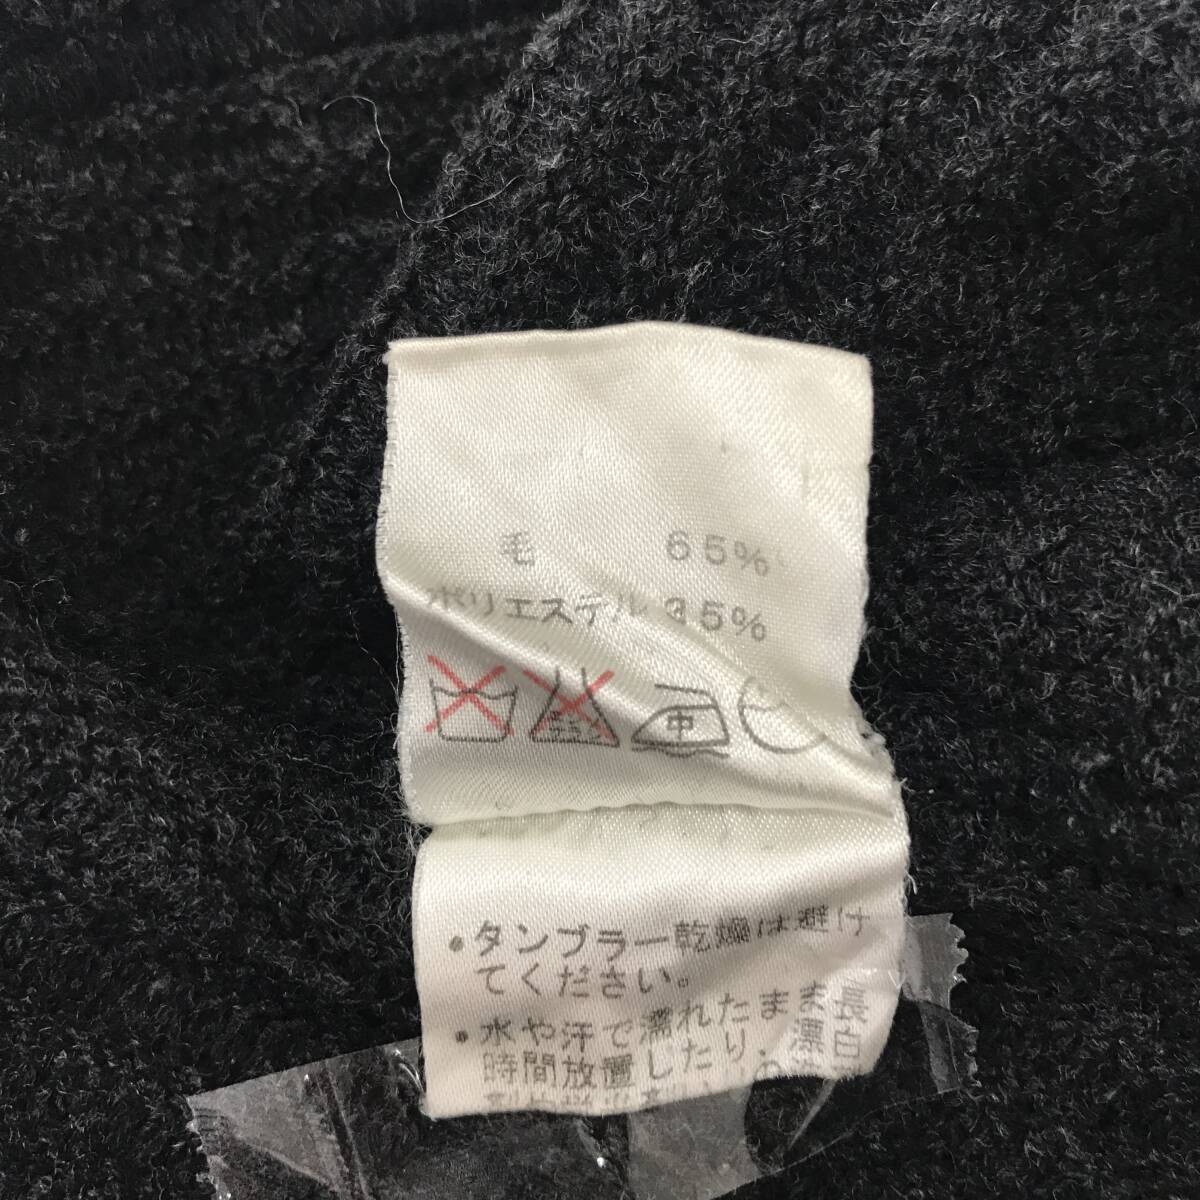 毛 65%
ポリエステル 35%
中
・タンブラー乾燥は避け
てください。
・水や汗で濡れたまま長
時間放置したり、濃色